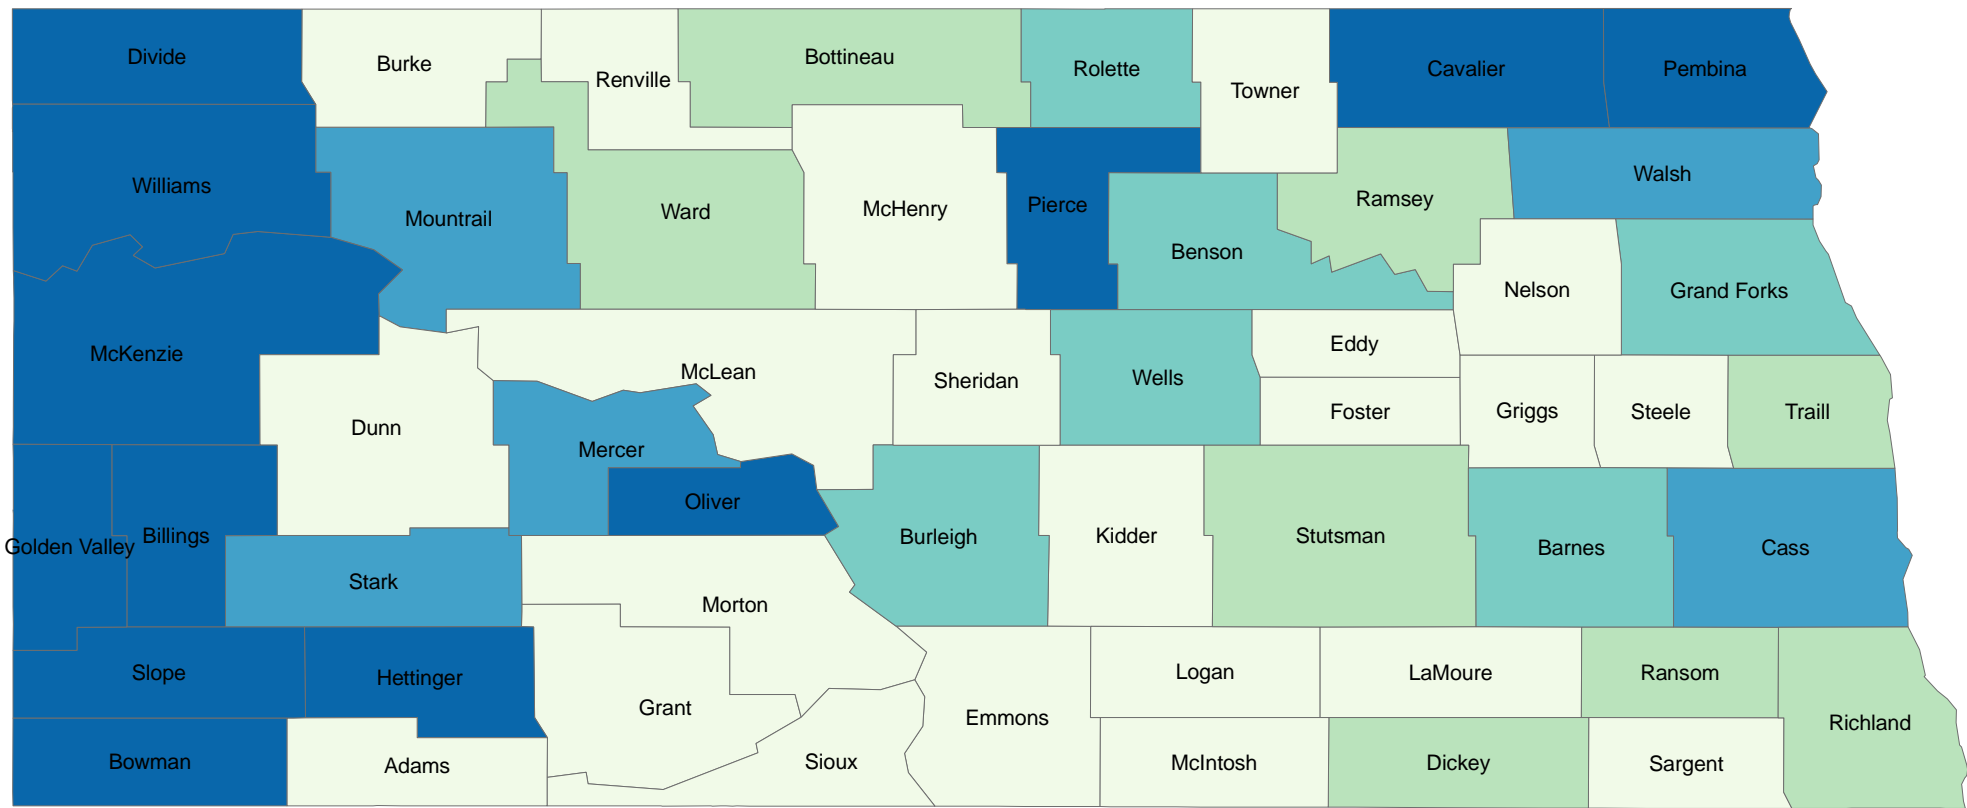 Divide
Burke
Renville
Bottineau
Rolette
Towner
Cavalier
Pembina
Williams
Mountrail
Ward
McHenry
Pierce
Benson
Ramsey
Walsh
Nelson
Grand Forks
McKenzie
Dunn
McLean
Sheridan
Wells
Eddy
Foster
Griggs
Steele
Traill
Mercer
Oliver
Golden Valley
Billings
Stark
Burleigh
Kidder
Stutsman
Barnes
Cass
Morton
Slope
Hettinger
Grant
Logan
LaMoure
Ransom
Richland
Emmons
Bowman
Adams
Sioux
McIntosh
Dickey
Sargent